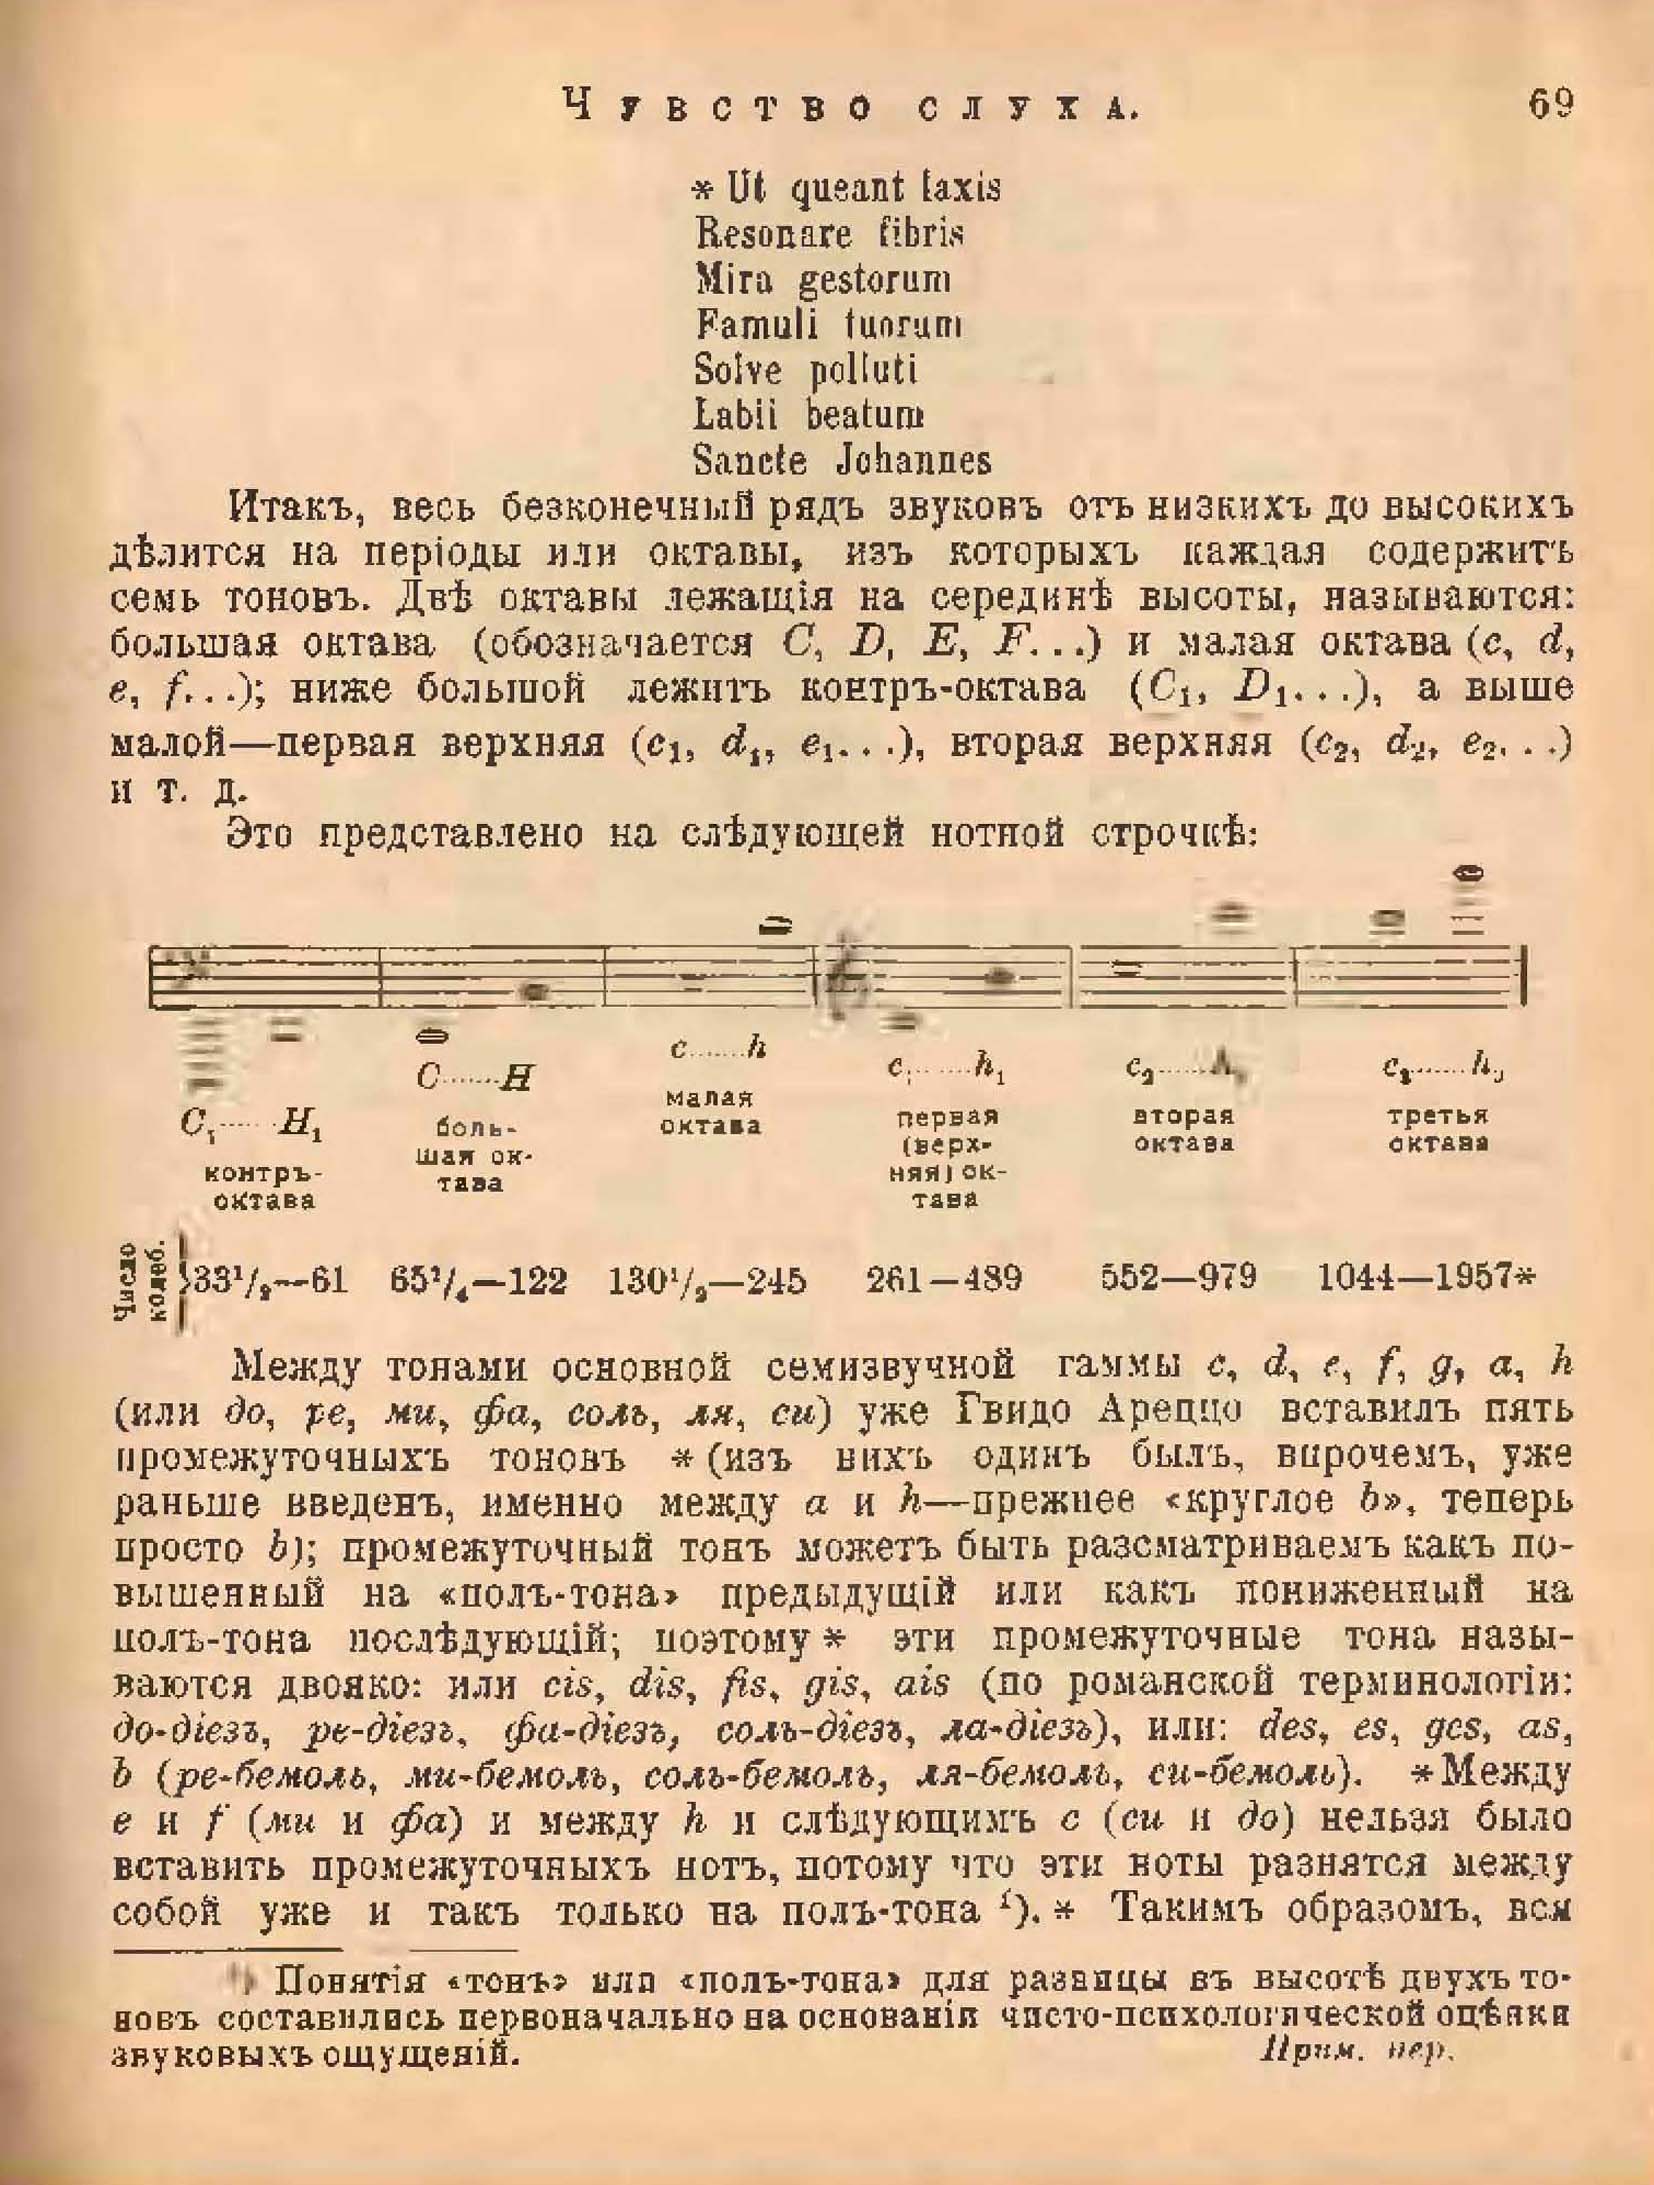 Чувство слуха. 69
* Ut queant laxis
Resonare fibris
Mira gestorum
Famuli tuorum
Solve polluti
Labii beatum
Sancte Johannes
Итакъ, весь безконечный рядъ звуковъ отъ низкихъ до высокихъ
дѣлится на періоды или октавы, изъ которыхъ каждая содержитъ
семь тоновъ. Двѣ октавы лежащія на серединѣ высоты, называются:
большая октава (обозначается C, D, E, F...) и малая октава (c, d,
e, f...); ниже большой лежитъ контръ-октава (C₁, D₁...), а выше
малой—первая верхняя (c₁, d₁, e₁...), вторая верхняя (c₂, d₂, e₂...)
и т. д.
Это представлено на слѣдующей нотной строчкѣ:
C₁......H₁ C.......H c.......h c₁.......h₁ c₂...... c₃......h₃
контръ-
октава
боль-
шая ок-
тава
малая
октава
первая
(верх-
няя) ок-
тава
вторая
октава
третья
октава
Число
колеб.
33¹/₂—61 65¹/₄—122 130¹/₂—245 261—489 552—979 1044—1957*
Между тонами основной семизвучной гаммы c, d, e, f, g, a, h
(или до, ре, ми, фа, соль, ля, си) уже Гвидо Ареццо вставилъ пять
промежуточныхъ тоновъ * (изъ нихъ одинъ былъ, впрочемъ, уже
раньше введенъ, именно между a и h—прежнее «круглое b», теперь
просто b); промежуточный тонъ можетъ быть разсматриваемъ какъ по-
вышенный на «полъ-тона» предыдущій или какъ пониженный на
полъ-тона послѣдующій; поэтому * эти промежуточные тона назы-
ваются двояко: или cis, dis, fis, gis, ais (по романской терминологіи:
до-діезъ, ре-діезъ, фа-діезъ, соль-діезъ, ла-діезъ), или: des, es, ges, as,
b (ре-бемоль, ми-бемоль, соль-бемоль, ля-бемоль, си-бемоль). *Между
e и f (ми и фа) и между h и слѣдующимъ c (си и до) нельзя было
вставить промежуточныхъ нотъ, потому что эти ноты разнятся между
собой уже и такъ только на полъ-тона ¹). * Такимъ образомъ, вся
¹) Понятія «тонъ» или «полъ-тона» для разницы въ высотѣ двухъ то-
новъ составились первоначально на основаніи чисто-психологической оцѣнки
звуковыхъ ощущеній. Прим. пер.